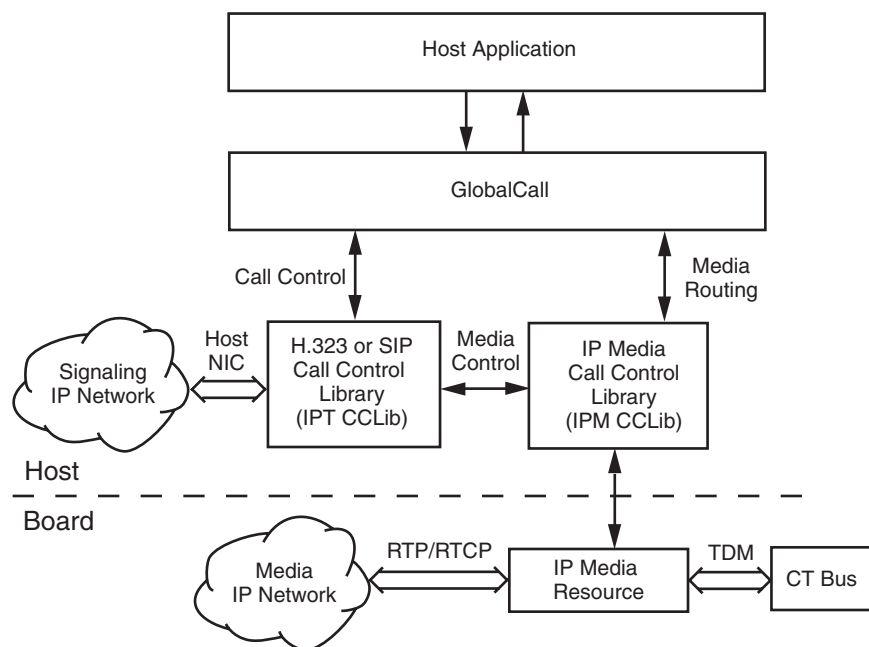 Host Application
GlobalCall
Call Control
Media
Routing
Signaling
IP Network
Host
NIC
H.323 or SIP
Call Control
Library
(IPT CCLib)
Media
Control
IP Media
Call Control
Library
(IPM CCLib)
Host
Board
Media
IP Network
RTP/RTCP
IP Media
Resource
TDM
CT Bus